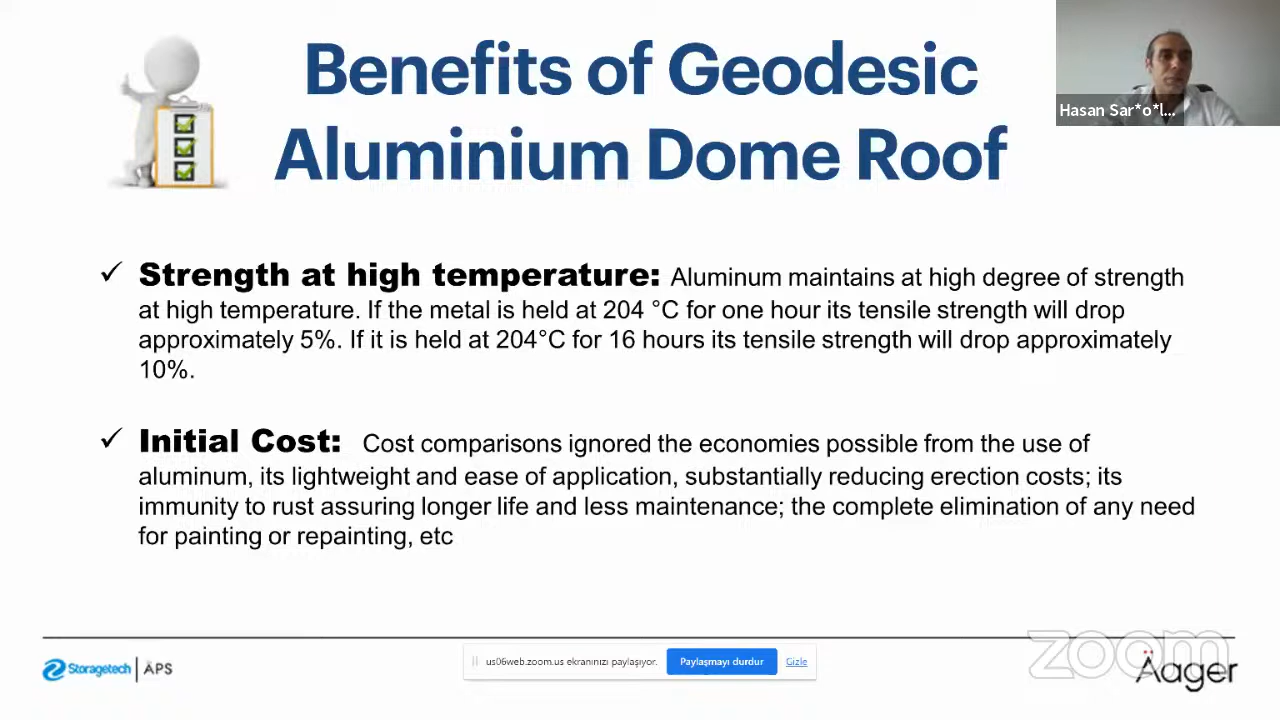 Benefits of Geodesic
Aluminium Dome Roof
Hasan Sar*o*l...
✓ Strength at high temperature: Aluminum maintains at high degree of strength
at high temperature. If the metal is held at 204 °C for one hour its tensile strength will drop
approximately 5%. If it is held at 204°C for 16 hours its tensile strength will drop approximately
10%.
✓ Initial Cost: Cost comparisons ignored the economies possible from the use of
aluminum, its lightweight and ease of application, substantially reducing erection costs; its
immunity to rust assuring longer life and less maintenance; the complete elimination of any need
for painting or repainting, etc
Storagetech | APS
us06web.zoom.us ekranınızı paylaşıyor. Paylaşmayı durdur Gizle
zoom
Äager